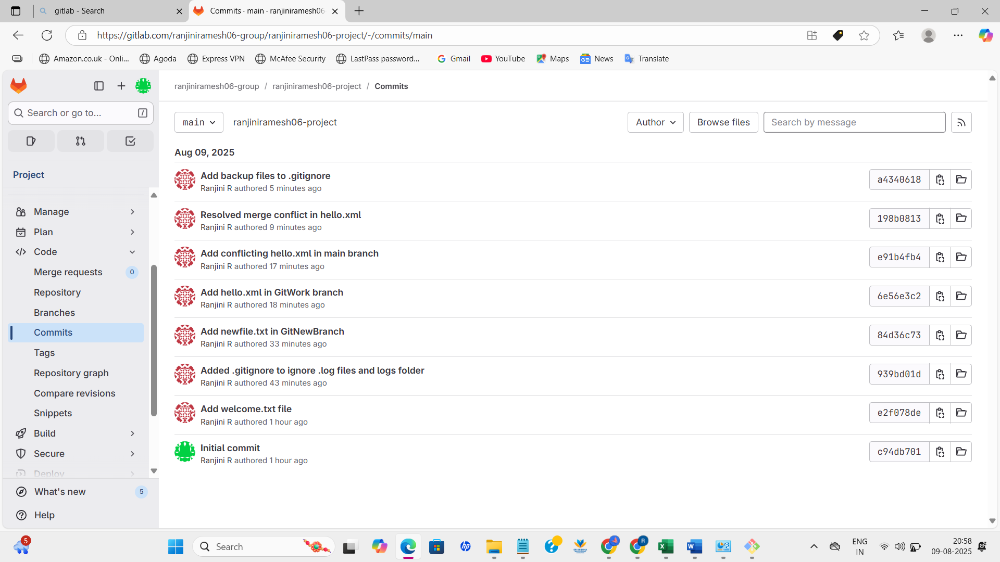 gitlab - Search
Commits · main · ranjiniramesh06
https://gitlab.com/ranjiniramesh06-group/ranjiniramesh06-project/-/commits/main
Amazon.co.uk - Onli...
Agoda
Express VPN
McAfee Security
LastPass password...
Gmail
YouTube
Maps
News
Translate
ranjiniramesh06-group / ranjiniramesh06-project / Commits
Search or go to... /
main
ranjiniramesh06-project
Author
Browse files
Search by message
Project
Manage
Plan
Code
Merge requests 0
Repository
Branches
Commits
Tags
Repository graph
Compare revisions
Snippets
Build
Secure
Deploy
What's new 5
Help
Aug 09, 2025
Add backup files to .gitignore
Ranjini R authored 5 minutes ago
a4340618
Resolved merge conflict in hello.xml
Ranjini R authored 9 minutes ago
198b0813
Add conflicting hello.xml in main branch
Ranjini R authored 17 minutes ago
e91b4fb4
Add hello.xml in GitWork branch
Ranjini R authored 18 minutes ago
6e56e3c2
Add newfile.txt in GitNewBranch
Ranjini R authored 33 minutes ago
84d36c73
Added .gitignore to ignore .log files and logs folder
Ranjini R authored 43 minutes ago
939bd01d
Add welcome.txt file
Ranjini R authored 1 hour ago
e2f078de
Initial commit
Ranjini R authored 1 hour ago
c94db701
5
Search
hp
R
ENG
IN
20:58
09-08-2025